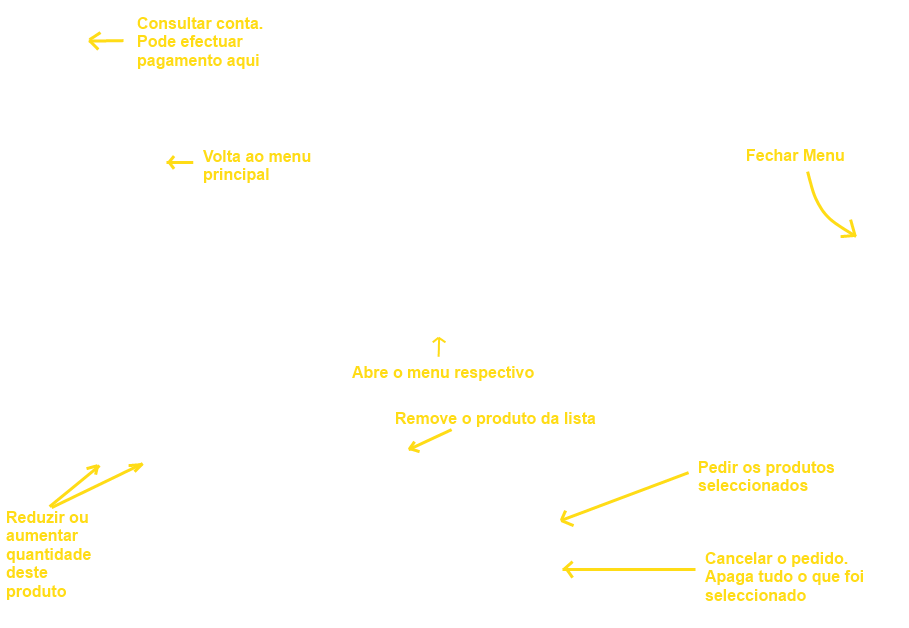 Consultar conta.
Pode efectuar
pagamento aqui
Volta ao menu
principal
Fechar Menu
Abre o menu respectivo
Remove o produto da lista
Pedir os produtos
seleccionados
Reduzir ou
aumentar
quantidade
deste
produto
Cancelar o pedido.
Apaga tudo o que foi
seleccionado